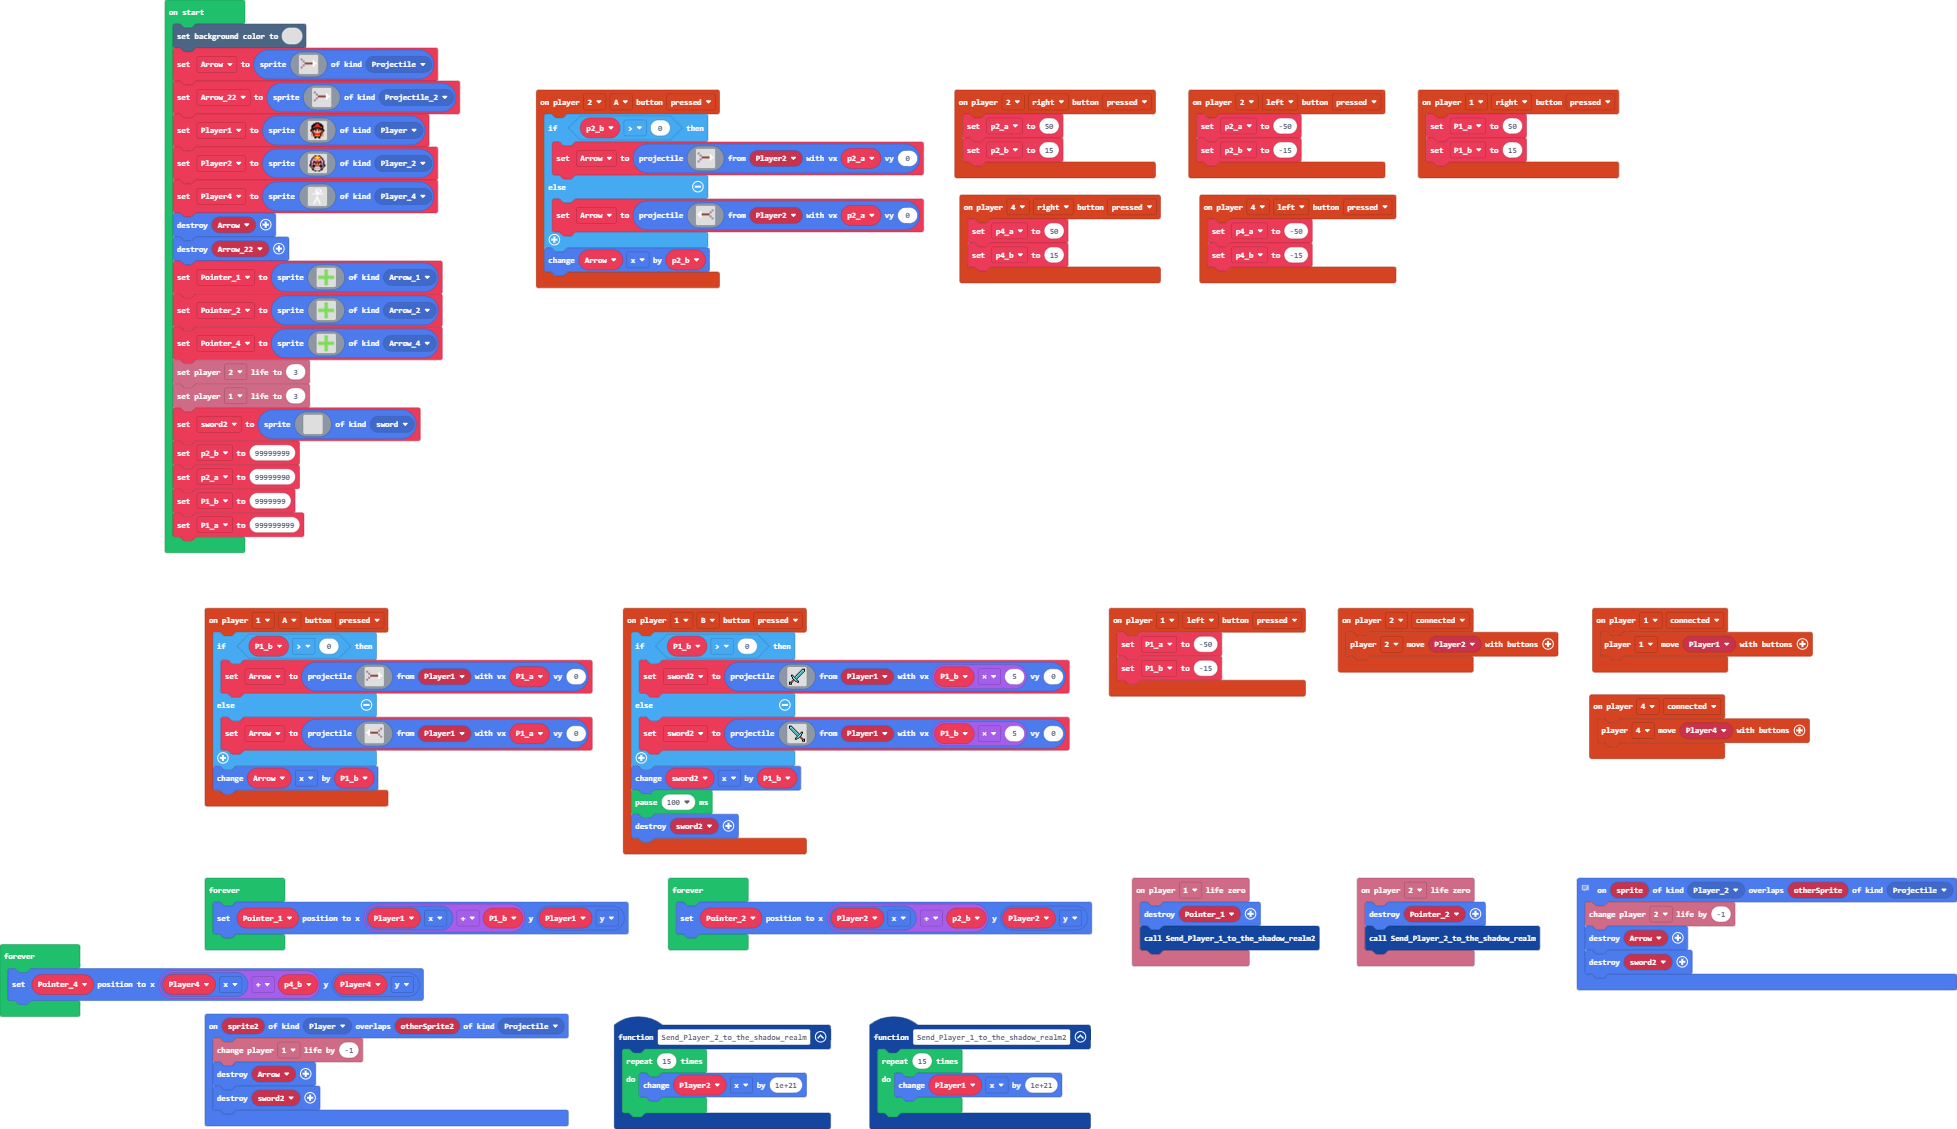 on start
set background color to
set Arrow to sprite of kind Projectile
set Arrow_22 to sprite of kind Projectile_2
set Player1 to sprite of kind Player
set Player2 to sprite of kind Player_2
set Player4 to sprite of kind Player_4
destroy Arrow
destroy Arrow_22
set Pointer_1 to sprite of kind Arrow_1
set Pointer_2 to sprite of kind Arrow_2
set Pointer_4 to sprite of kind Arrow_4
set player 2 life to 3
set player 1 life to 3
set sword2 to sprite of kind sword
set p2_b to 99999999
set p2_a to 99999990
set P1_b to 9999999
set P1_a to 999999999
on player 2 A button pressed
if p2_b > 0 then
set Arrow to projectile from Player2 with vx p2_a vy 0
else
set Arrow to projectile from Player2 with vx p2_a vy 0
change Arrow x by p2_b
on player 2 right button pressed
set p2_a to 50
set p2_b to 15
on player 2 left button pressed
set p2_a to -50
set p2_b to -15
on player 1 right button pressed
set P1_a to 50
set P1_b to 15
on player 4 right button pressed
set p4_a to 50
set p4_b to 15
on player 4 left button pressed
set p4_a to -50
set p4_b to -15
on player 1 A button pressed
if P1_b > 0 then
set Arrow to projectile from Player1 with vx P1_a vy 0
else
set Arrow to projectile from Player1 with vx P1_a vy 0
change Arrow x by P1_b
on player 1 B button pressed
if P1_b > 0 then
set sword2 to projectile from Player1 with vx P1_b × 5 vy 0
else
set sword2 to projectile from Player1 with vx P1_b × 5 vy 0
change sword2 x by P1_b
pause 100 ms
destroy sword2
on player 1 left button pressed
set P1_a to -50
set P1_b to -15
on player 2 connected
player 2 move Player2 with buttons
on player 1 connected
player 1 move Player1 with buttons
on player 4 connected
player 4 move Player4 with buttons
forever
set Pointer_1 position to x Player1 x + P1_b y Player1 y
forever
set Pointer_2 position to x Player2 x + p2_b y Player2 y
on player 1 life zero
destroy Pointer_1
call Send_Player_1_to_the_shadow_realm2
on player 2 life zero
destroy Pointer_2
call Send_Player_2_to_the_shadow_realm
on sprite of kind Player_2 overlaps otherSprite of kind Projectile
change player 2 life by -1
destroy Arrow
destroy sword2
forever
set Pointer_4 position to x Player4 x + p4_b y Player4 y
on sprite2 of kind Player overlaps otherSprite2 of kind Projectile
change player 1 life by -1
destroy Arrow
destroy sword2
function Send_Player_2_to_the_shadow_realm
repeat 15 times
do change Player2 x by 1e+21
function Send_Player_1_to_the_shadow_realm2
repeat 15 times
do change Player1 x by 1e+21